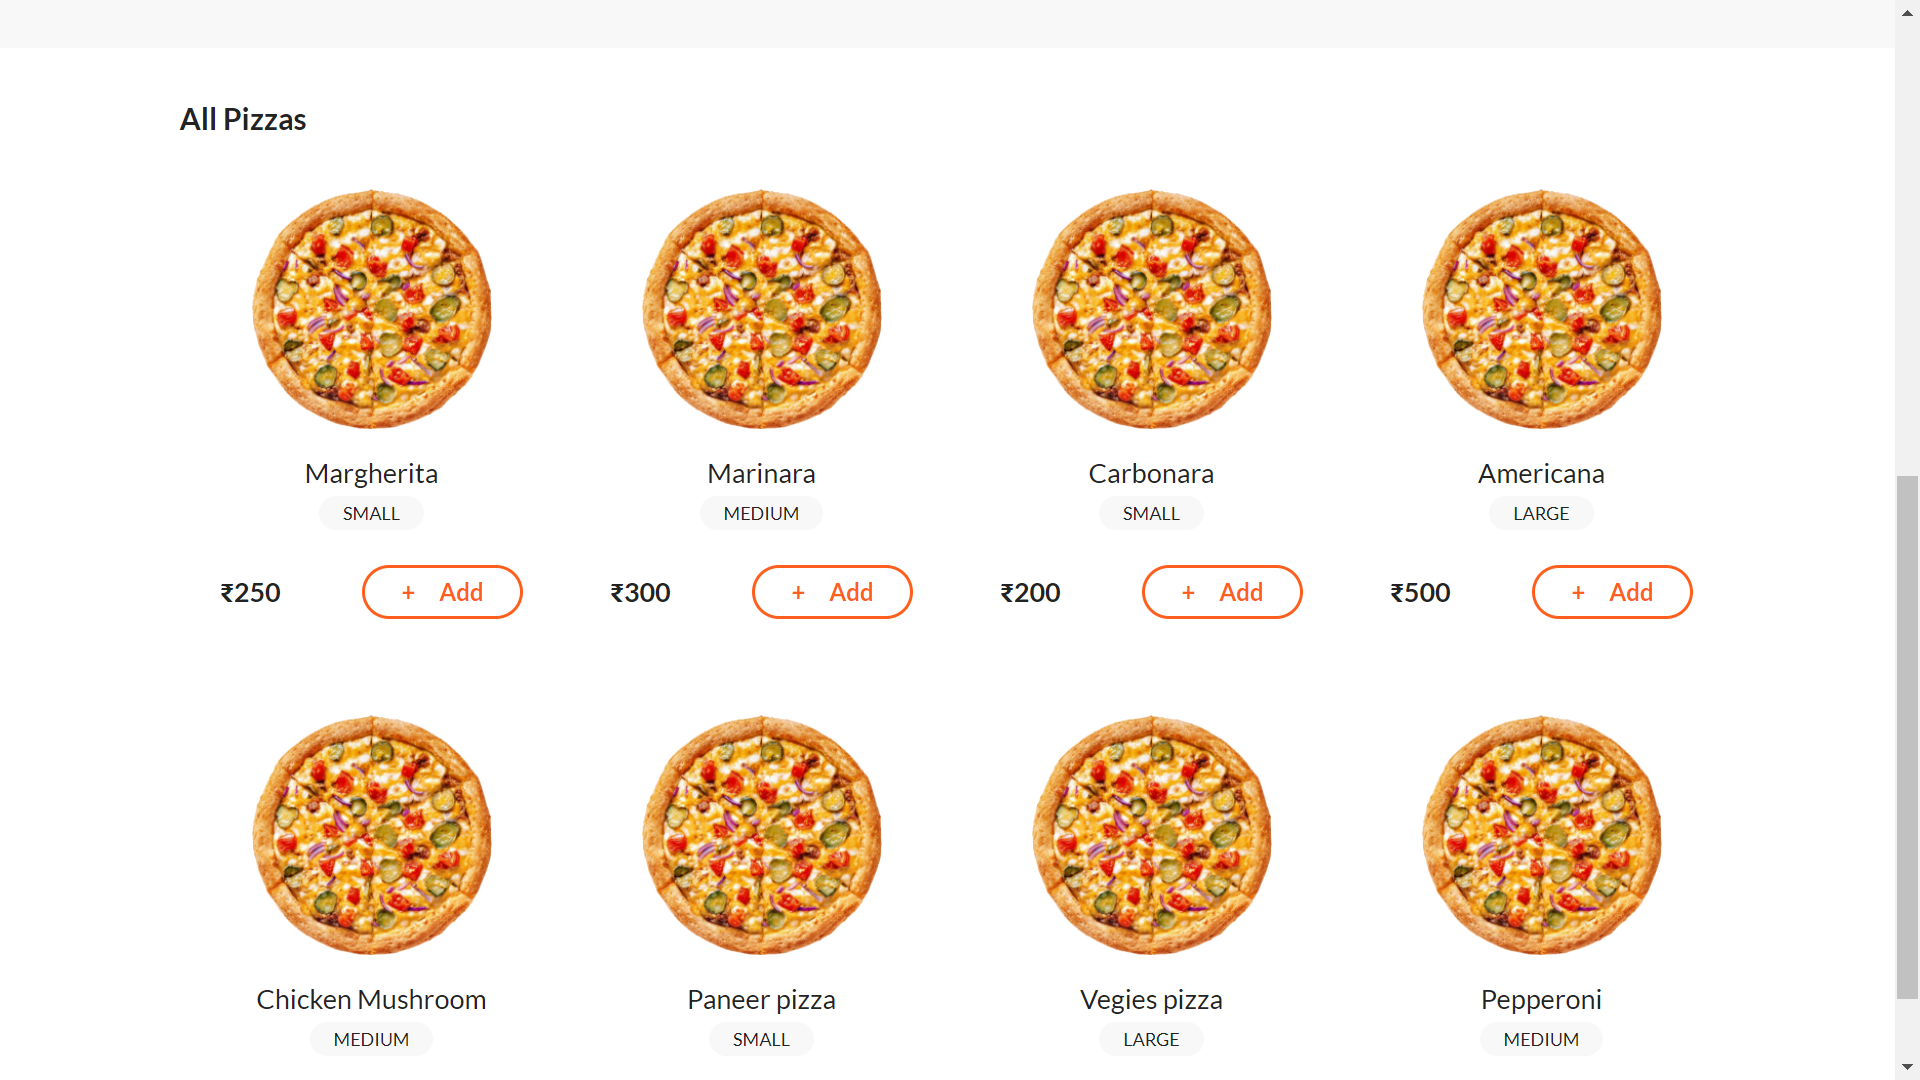 All Pizzas
Margherita
SMALL
₹250
+ Add
Marinara
MEDIUM
₹300
+ Add
Carbonara
SMALL
₹200
+ Add
Americana
LARGE
₹500
+ Add
Chicken Mushroom
MEDIUM
Paneer pizza
SMALL
Vegies pizza
LARGE
Pepperoni
MEDIUM